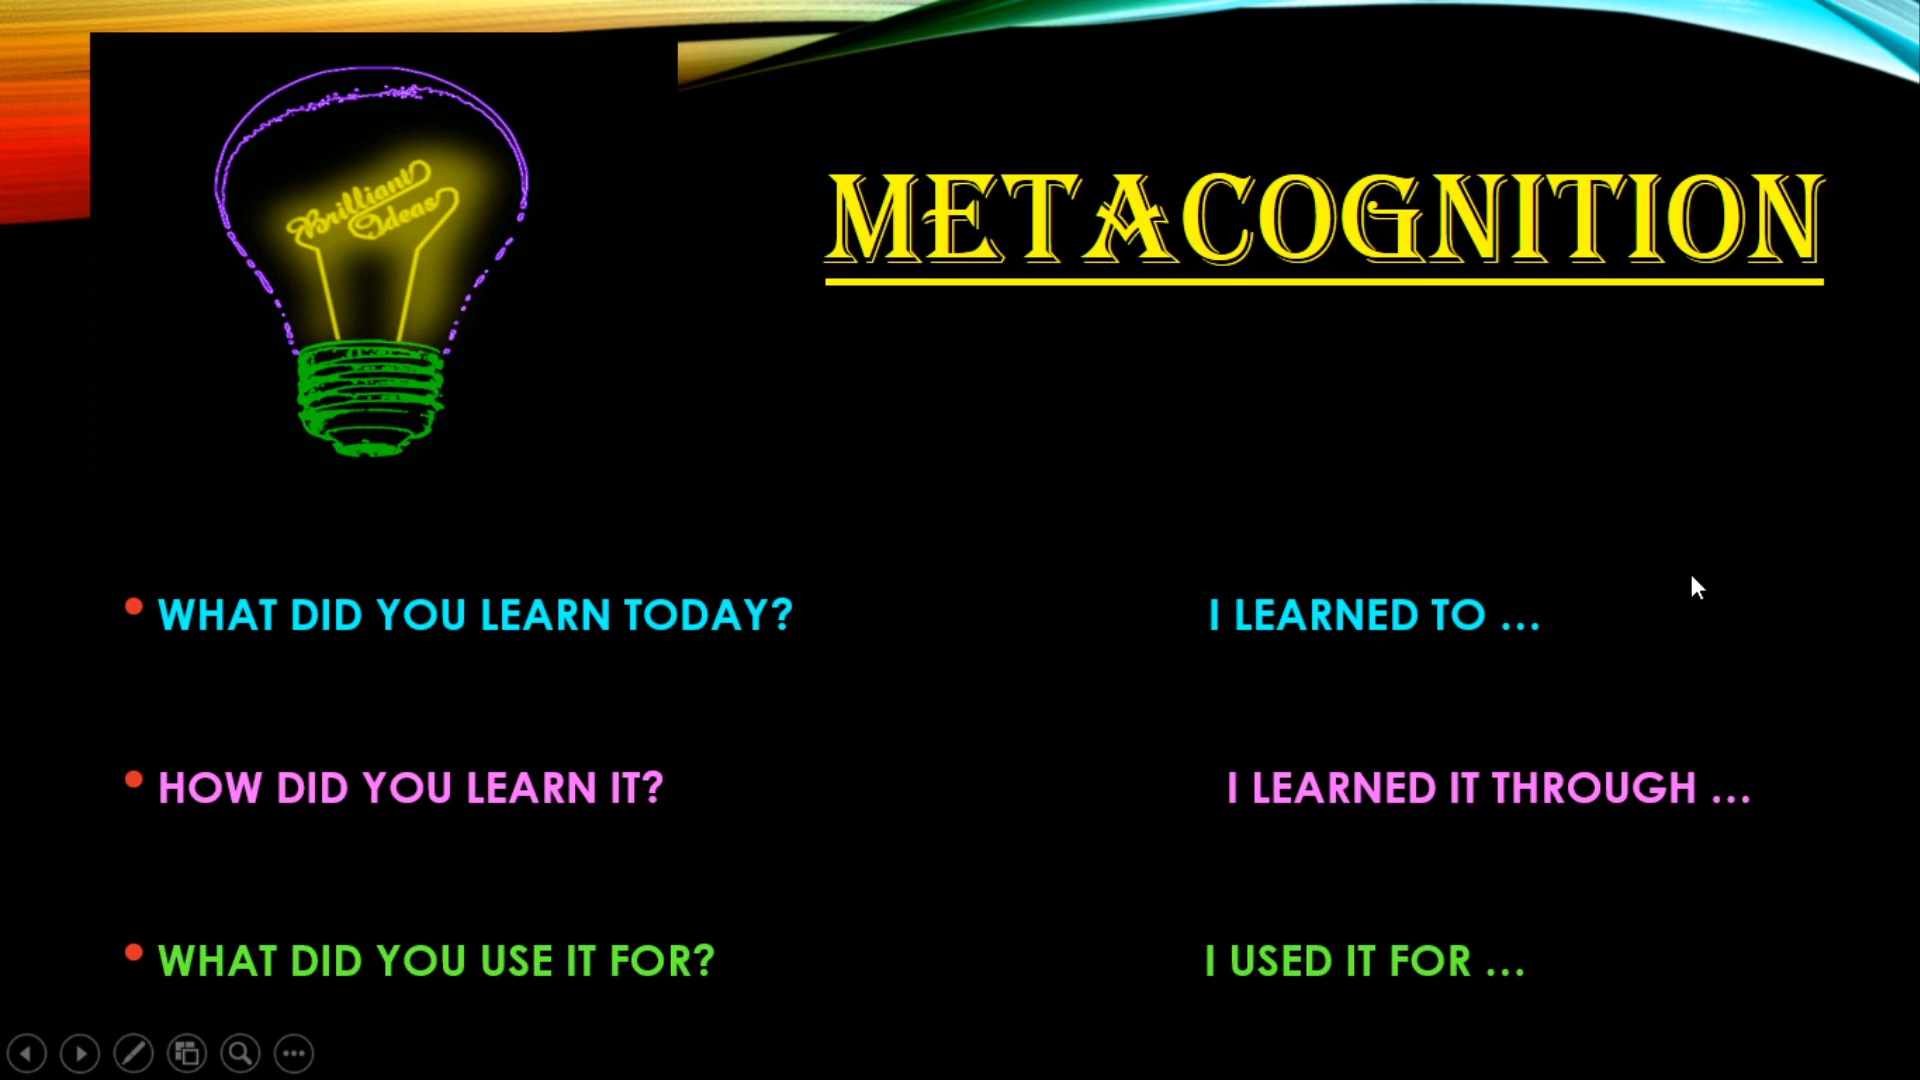 Brilliant
Ideas
METACOGNITION
• WHAT DID YOU LEARN TODAY? I LEARNED TO …
• HOW DID YOU LEARN IT? I LEARNED IT THROUGH …
• WHAT DID YOU USE IT FOR? I USED IT FOR …